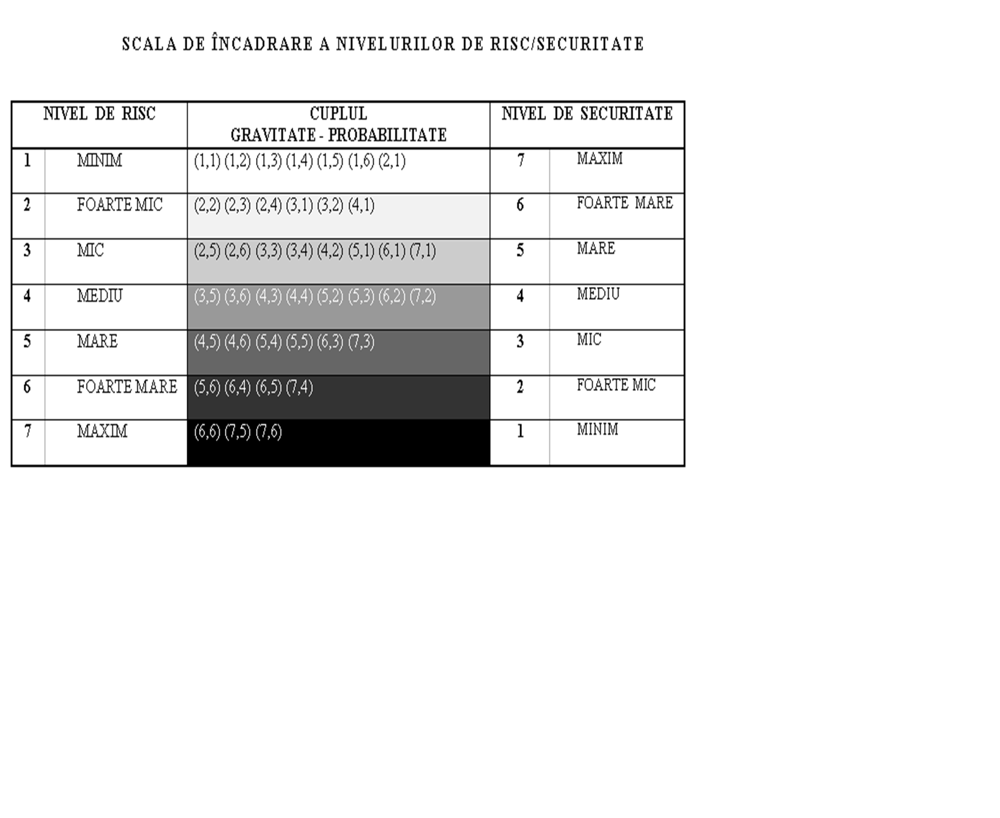 SCALA DE ÎNCADRARE A NIVELURILOR DE RISC/SECURITATE
NIVEL DE RISC CUPLUL NIVEL DE SECURITATE
GRAVITATE - PROBABILITATE
1 MINIM (1,1) (1,2) (1,3) (1,4) (1,5) (1,6) (2,1) 7 MAXIM
2 FOARTE MIC (2,2) (2,3) (2,4) (3,1) (3,2) (4,1) 6 FOARTE MARE
3 MIC (2,5) (2,6) (3,3) (3,4) (4,2) (5,1) (6,1) (7,1) 5 MARE
4 MEDIU (3,5) (3,6) (4,3) (4,4) (5,2) (5,3) (6,2) (7,2) 4 MEDIU
5 MARE (4,5) (4,6) (5,4) (5,5) (6,3) (7,3) 3 MIC
6 FOARTE MARE (5,6) (6,4) (6,5) (7,4) 2 FOARTE MIC
7 MAXIM (6,6) (7,5) (7,6) 1 MINIM